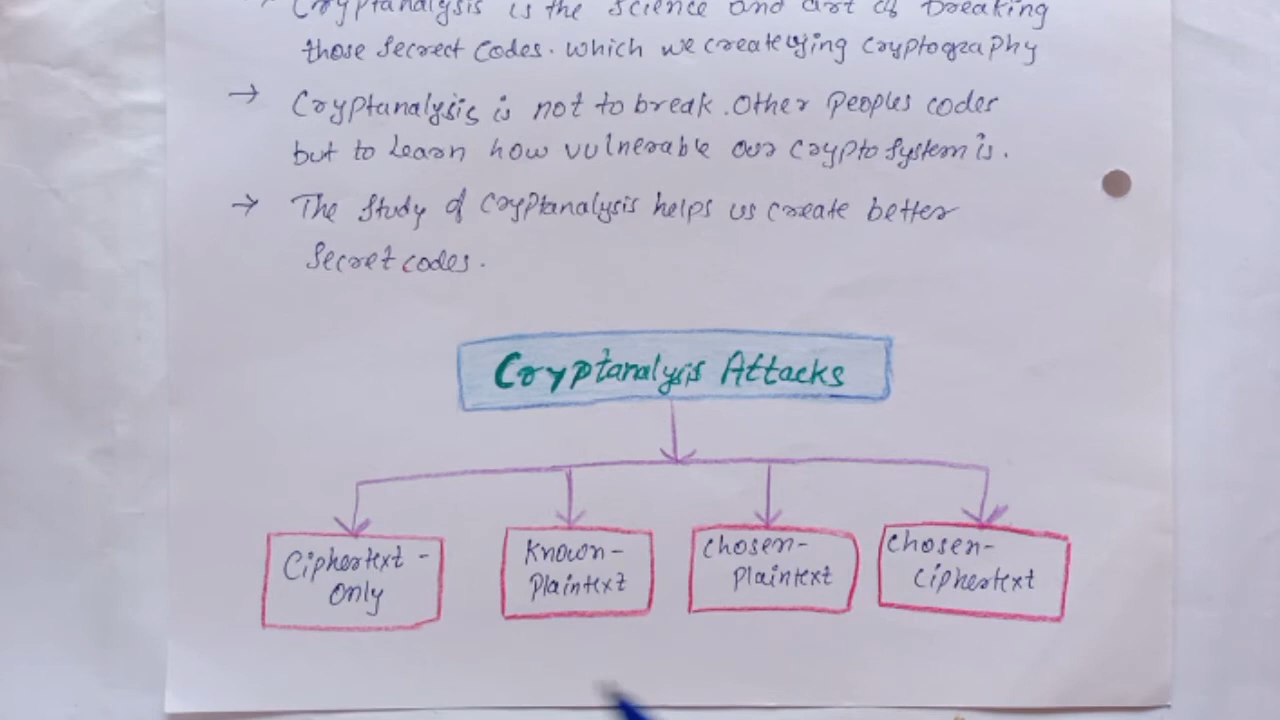 Cryptanalysis is the science and art of breaking
those secrect codes. which we create using cryptography
→ Cryptanalysis is not to break. Other peoples codes
but to learn how vulnerable our crypto system is.
→ The study of cryptanalysis helps us create better
secret codes.
Cryptanalysis Attacks
Ciphertext-
only
Known-
plaintext
chosen-
plaintext
chosen-
ciphertext